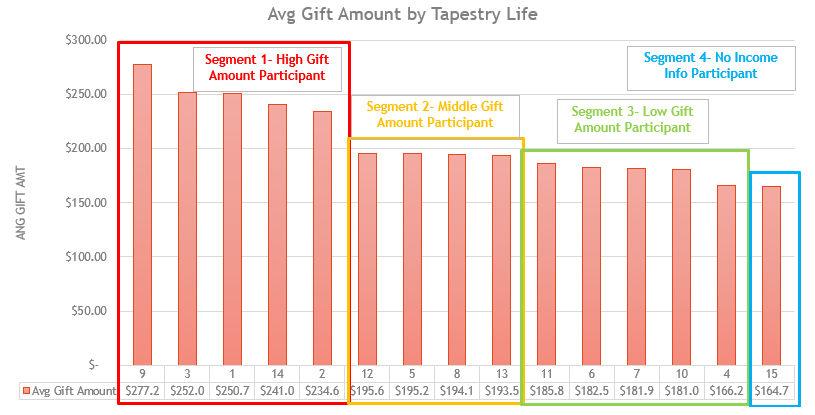 Avg Gift Amount by Tapestry Life
$300.00
$250.00
$200.00
$150.00
$100.00
$50.00
$-
ANG GIFT AMT
Segment 1- High Gift
Amount Participant
Segment 2- Middle Gift
Amount Participant
Segment 3- Low Gift
Amount Participant
Segment 4- No Income
Info Participant
9 3 1 14 2 12 5 8 13 11 6 7 10 4 15
Avg Gift Amount $277.2 $252.0 $250.7 $241.0 $234.6 $195.6 $195.2 $194.1 $193.5 $185.8 $182.5 $181.9 $181.0 $166.2 $164.7